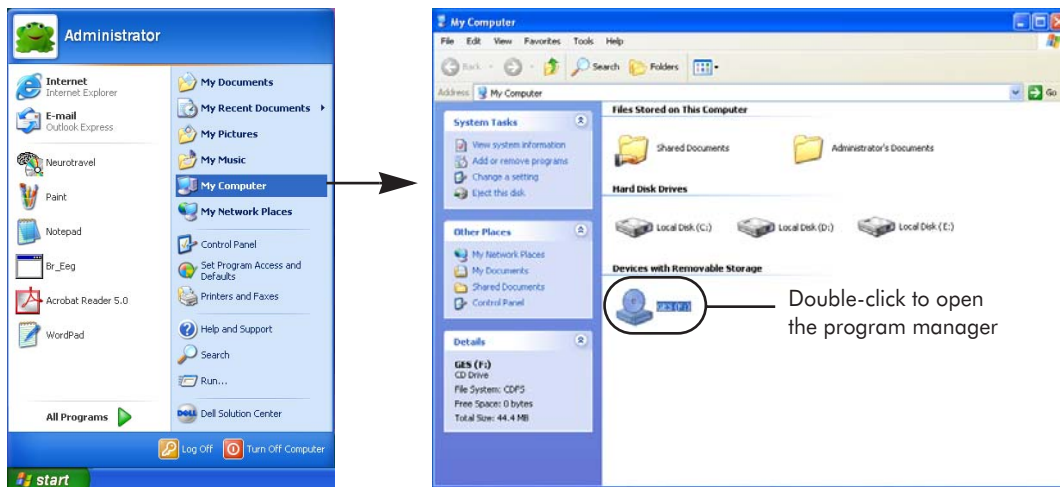 Administrator
Internet
Internet Explorer
E-mail
Outlook Express
Neurotravel
Paint
Notepad
Br_Eeg
Acrobat Reader 5.0
WordPad
All Programs
My Documents
My Recent Documents
My Pictures
My Music
My Computer
My Network Places
Control Panel
Set Program Access and
Defaults
Printers and Faxes
Help and Support
Search
Run...
DELL Dell Solution Center
Log Off Turn Off Computer
start
My Computer
File Edit View Favorites Tools Help
Back Search Folders
Address My Computer Go
System Tasks
View system information
Add or remove programs
Change a setting
Eject this disk
Other Places
My Network Places
My Documents
Shared Documents
Control Panel
Details
GES (F:)
CD Drive
File System: CDFS
Free Space: 0 bytes
Total Size: 44.4 MB
Files Stored on This Computer
Shared Documents Administrator's Documents
Hard Disk Drives
Local Disk (C:) Local Disk (D:) Local Disk (E:)
Devices with Removable Storage
GES (F:)
Double-click to open
the program manager